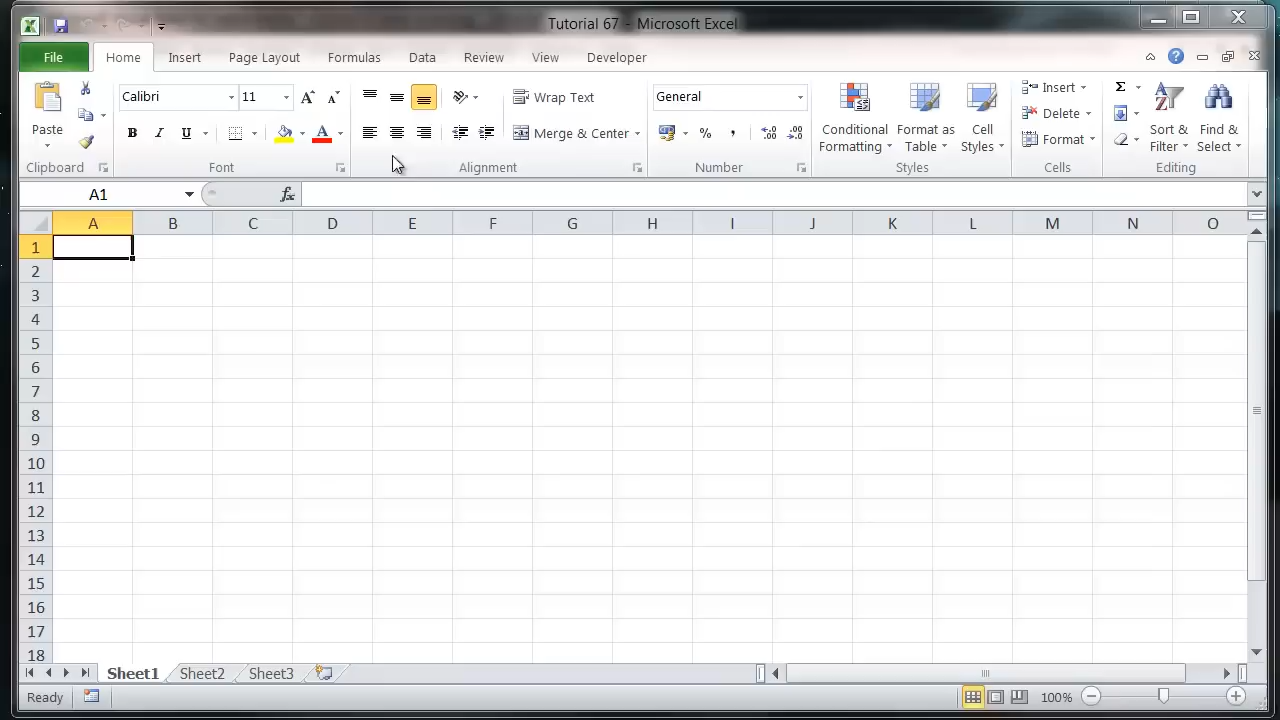 Tutorial 67 - Microsoft Excel
File Home Insert Page Layout Formulas Data Review View Developer
Paste
Clipboard
Calibri 11
B I U A
Font
Wrap Text
Merge & Center
Alignment
General
% ,
Number
Conditional Formatting
Format as Table
Cell Styles
Styles
Insert
Delete
Format
Cells
Σ
Sort & Filter
Find & Select
Editing
A1 fx
A B C D E F G H I J K L M N O
1
2
3
4
5
6
7
8
9
10
11
12
13
14
15
16
17
18
Sheet1 Sheet2 Sheet3
Ready 100%